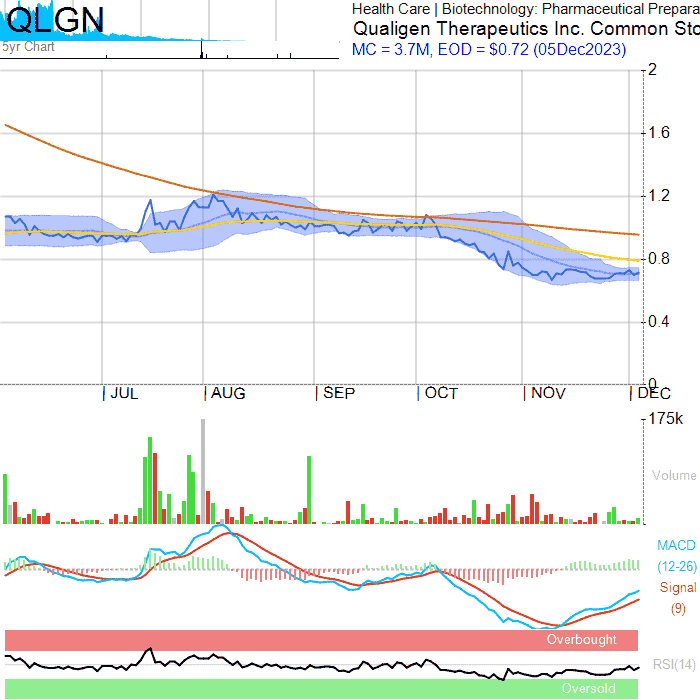 QLGN
5yr Chart
Health Care | Biotechnology: Pharmaceutical Prepara
Qualigen Therapeutics Inc. Common Sto
MC = 3.7M, EOD = $0.72 (05Dec2023)
2
1.6
1.2
0.8
0.4
0
JUL AUG SEP OCT NOV DEC
175k
Volume
MACD
(12-26)
Signal
(9)
Overbought
RSI(14)
Oversold